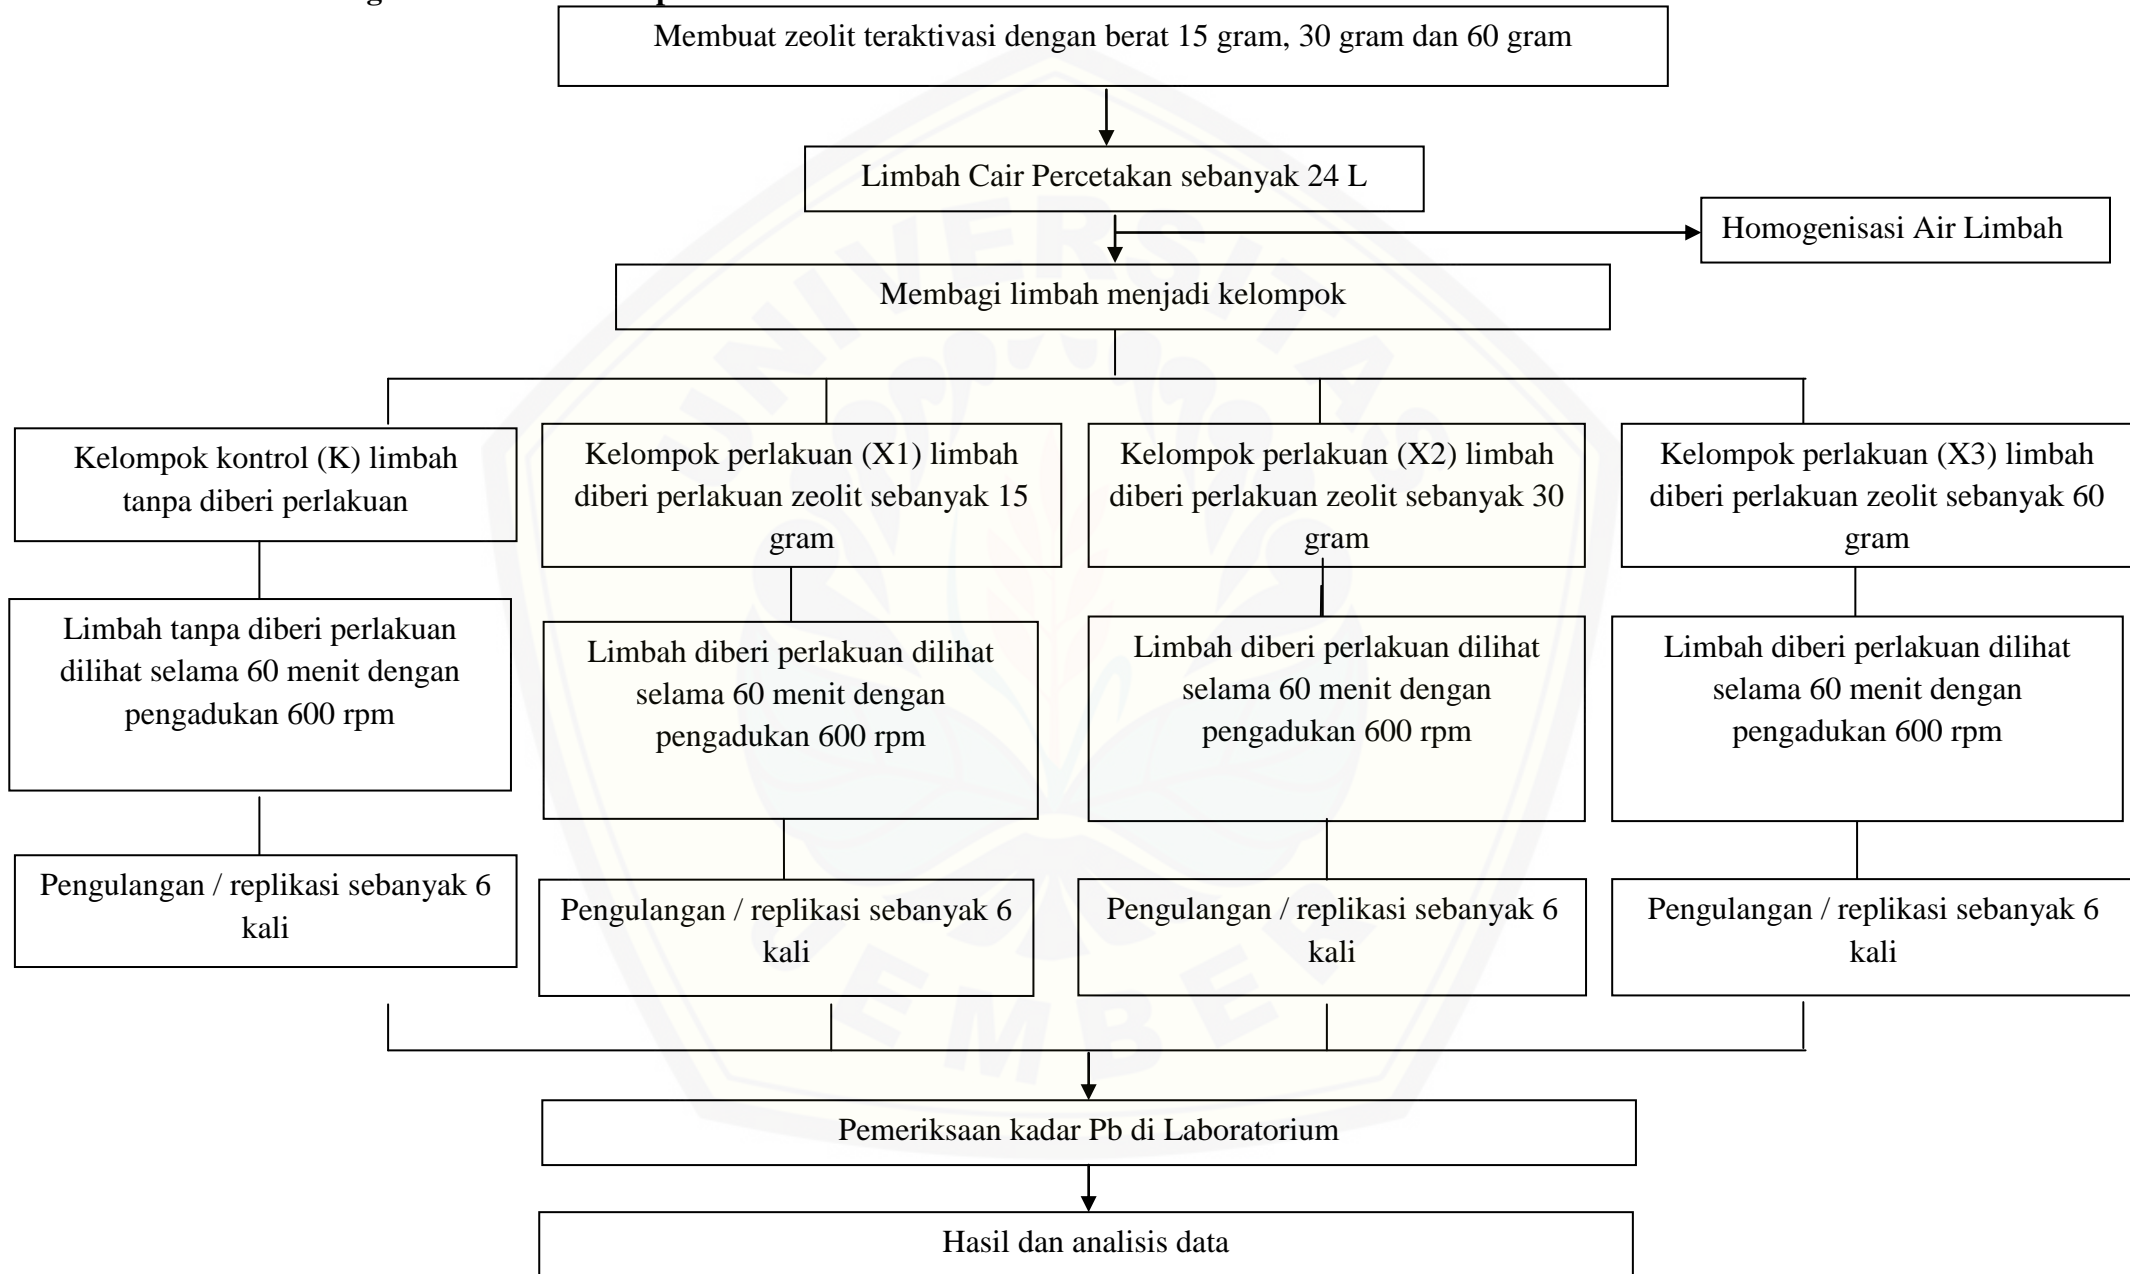 Membuat zeolit teraktivasi dengan berat 15 gram, 30 gram dan 60 gram
Limbah Cair Percetakan sebanyak 24 L
Homogenisasi Air Limbah
Membagi limbah menjadi kelompok
Kelompok kontrol (K) limbah
tanpa diberi perlakuan
Kelompok perlakuan (X1) limbah
diberi perlakuan zeolit sebanyak 15
gram
Kelompok perlakuan (X2) limbah
diberi perlakuan zeolit sebanyak 30
gram
Kelompok perlakuan (X3) limbah
diberi perlakuan zeolit sebanyak 60
gram
Limbah tanpa diberi perlakuan
dilihat selama 60 menit dengan
pengadukan 600 rpm
Limbah diberi perlakuan dilihat
selama 60 menit dengan
pengadukan 600 rpm
Limbah diberi perlakuan dilihat
selama 60 menit dengan
pengadukan 600 rpm
Limbah diberi perlakuan dilihat
selama 60 menit dengan
pengadukan 600 rpm
Pengulangan / replikasi sebanyak 6
kali
Pengulangan / replikasi sebanyak 6
kali
Pengulangan / replikasi sebanyak 6
kali
Pengulangan / replikasi sebanyak 6
kali
Pemeriksaan kadar Pb di Laboratorium
Hasil dan analisis data
UNIVERSITAS
JEMBER